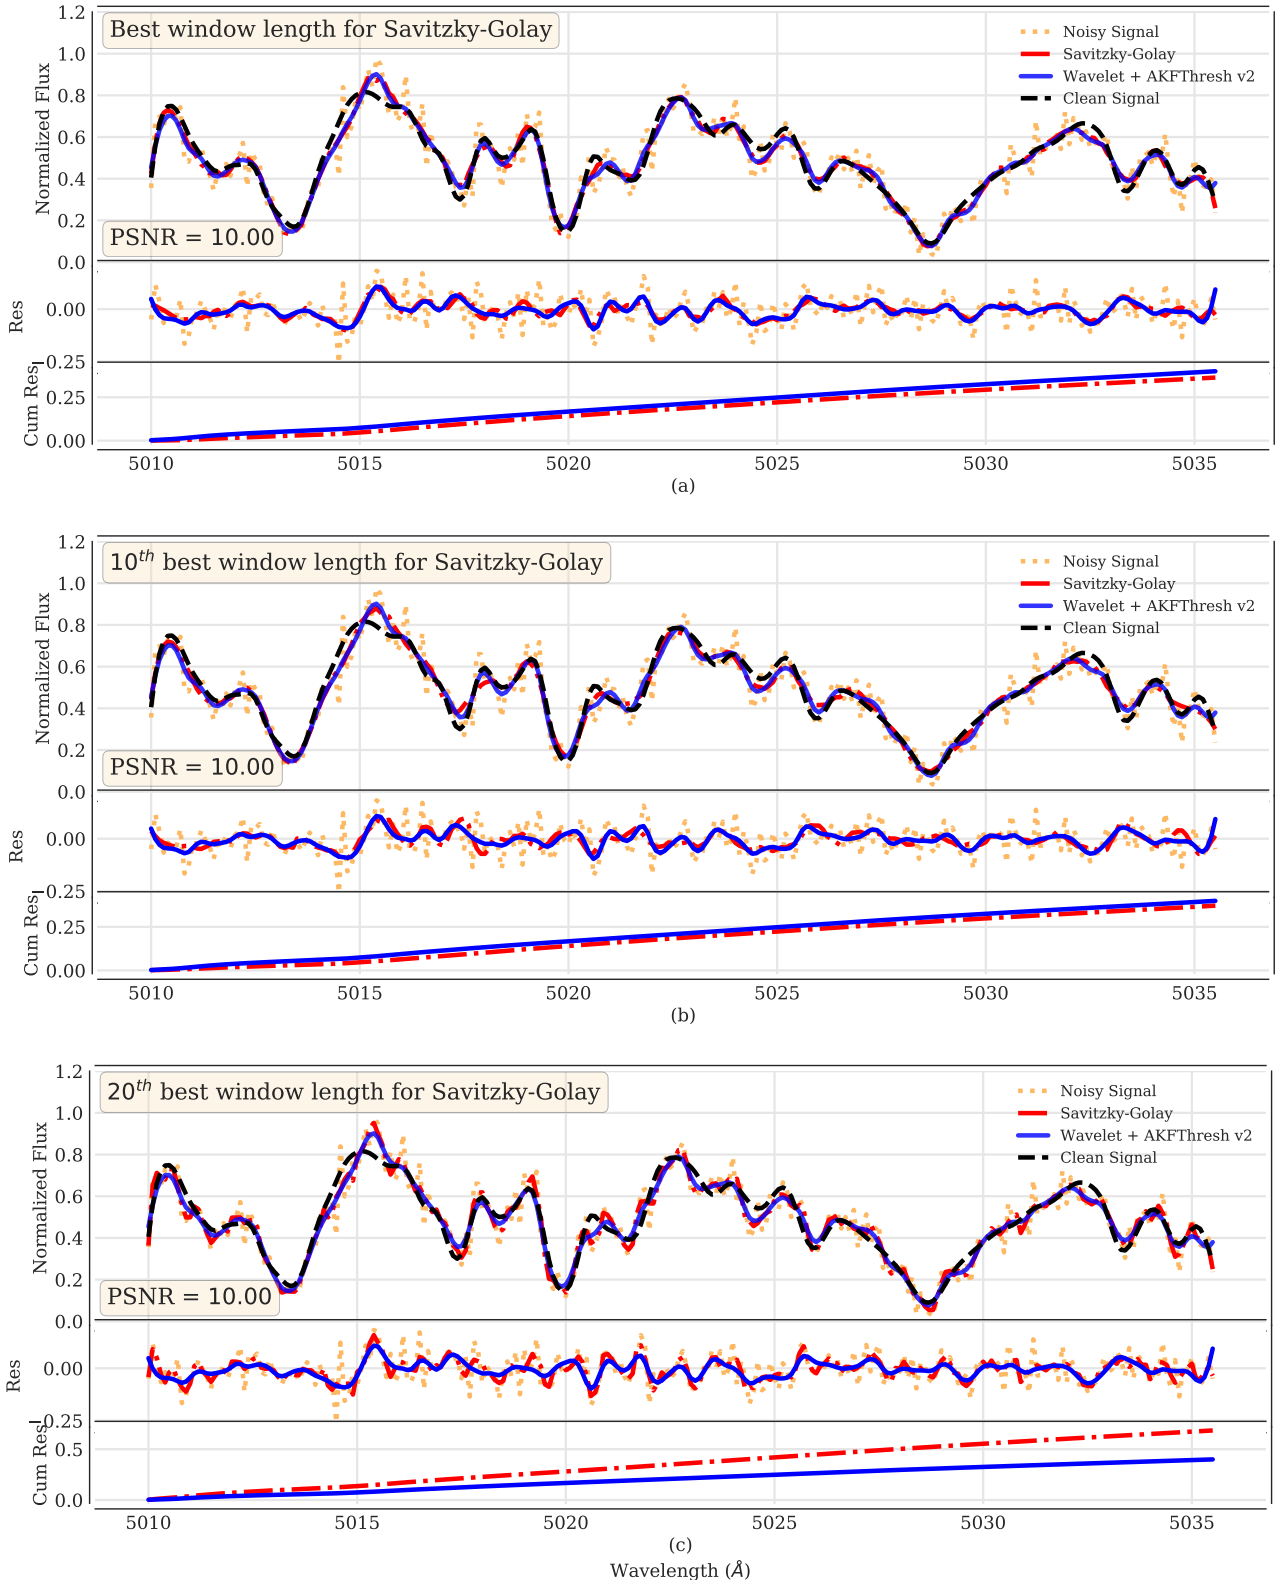 Best window length for Savitzky-Golay
Noisy Signal
Savitzky-Golay
Wavelet + AKFThresh v2
Clean Signal
PSNR = 10.00
Normalized Flux
1.2
1.0
0.8
0.6
0.4
0.2
0.0
Res
0.00
−0.25
Cum Res
0.25
0.00
5010 5015 5020 5025 5030 5035
(a)
10th best window length for Savitzky-Golay
Noisy Signal
Savitzky-Golay
Wavelet + AKFThresh v2
Clean Signal
PSNR = 10.00
Normalized Flux
1.2
1.0
0.8
0.6
0.4
0.2
0.0
Res
0.00
−0.25
Cum Res
0.25
0.00
5010 5015 5020 5025 5030 5035
(b)
20th best window length for Savitzky-Golay
Noisy Signal
Savitzky-Golay
Wavelet + AKFThresh v2
Clean Signal
PSNR = 10.00
Normalized Flux
1.2
1.0
0.8
0.6
0.4
0.2
0.0
Res
0.00
−0.25
Cum Res
0.5
0.0
5010 5015 5020 5025 5030 5035
(c)
Wavelength (Å)